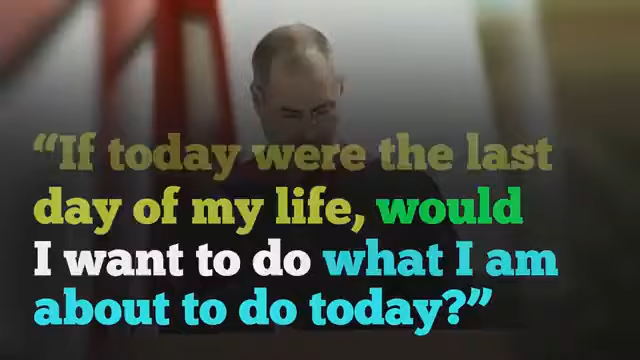 “If today were the last
day of my life, would
I want to do what I am
about to do today?”